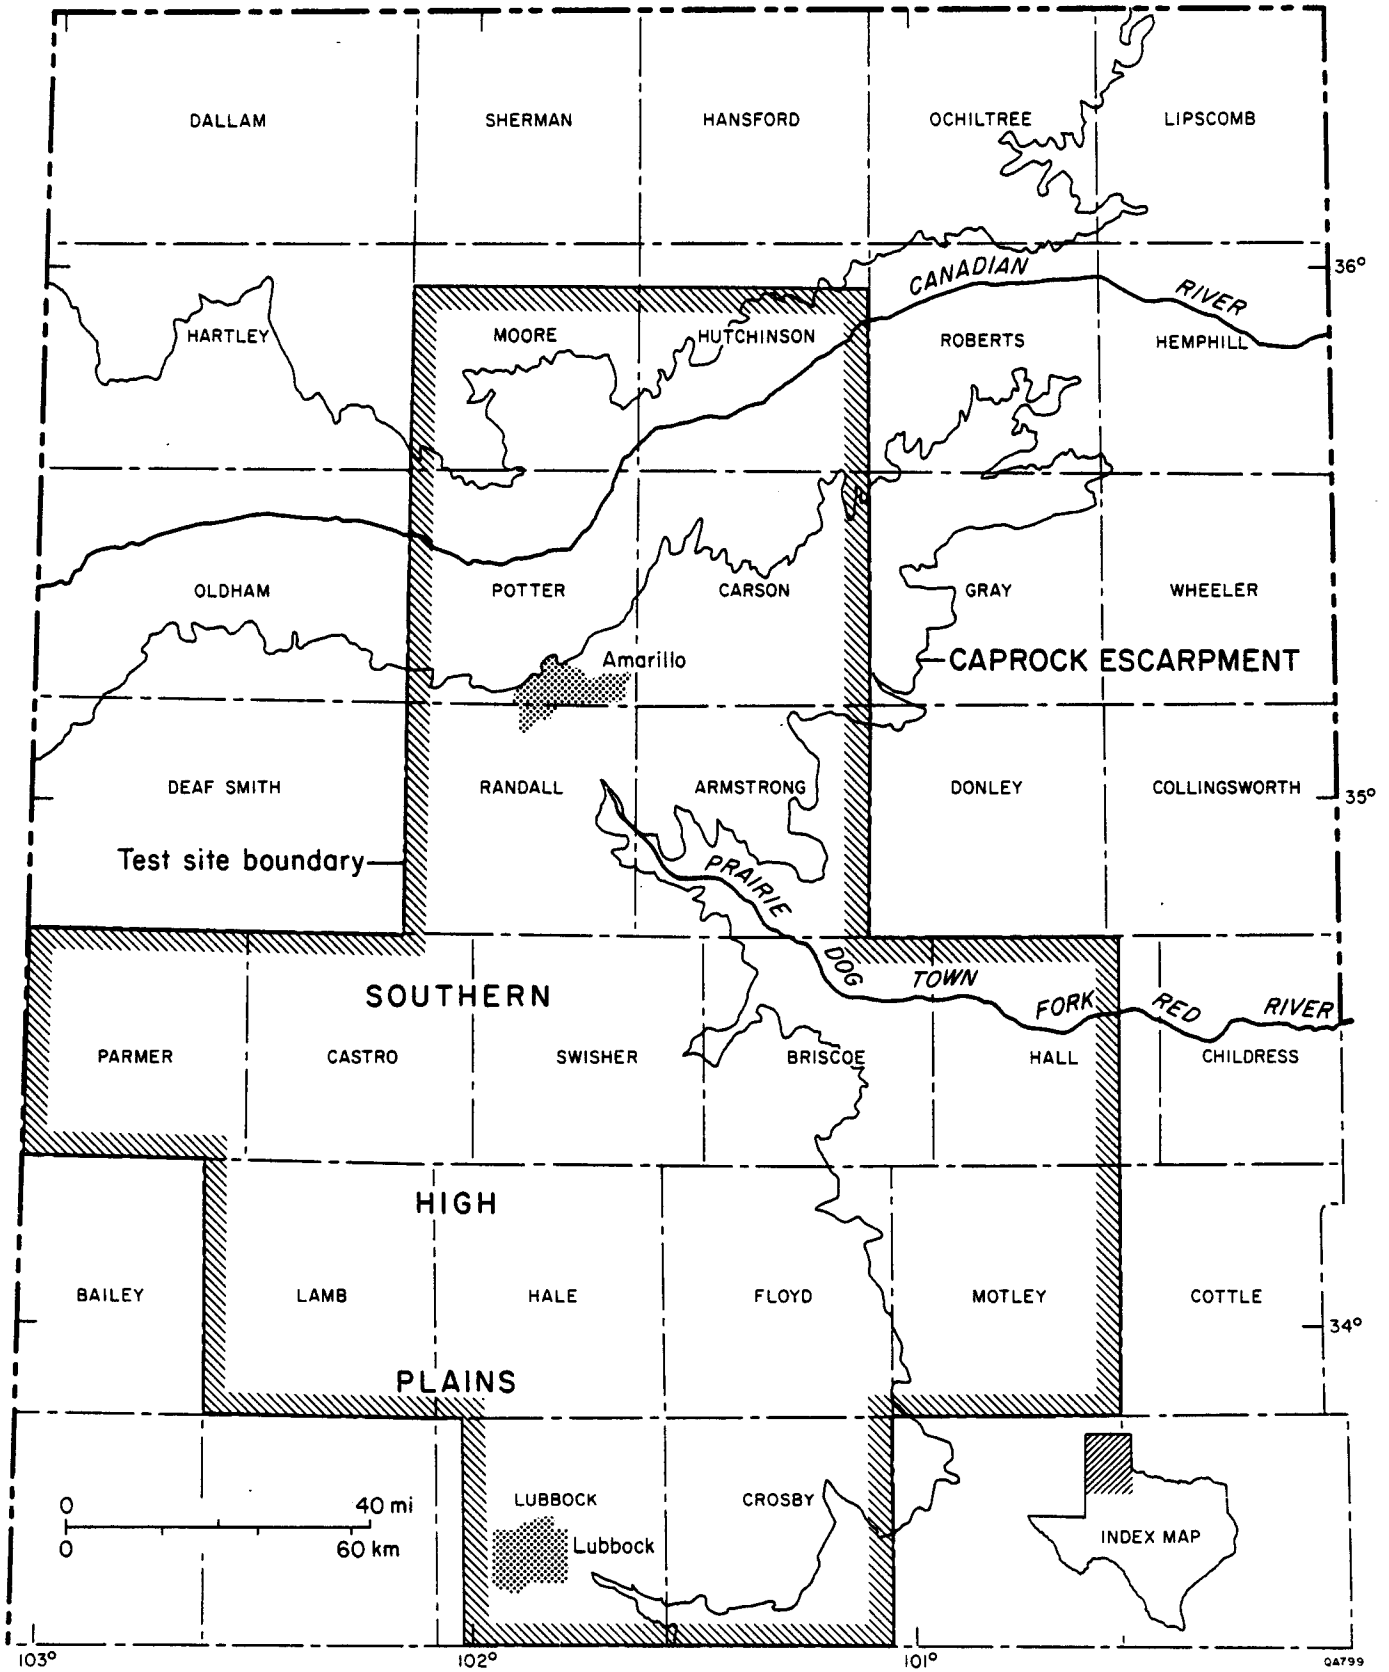 DALLAM
SHERMAN
HANSFORD
OCHILTREE
LIPSCOMB
36°
CANADIAN
RIVER
HARTLEY
MOORE
HUTCHINSON
ROBERTS
HEMPHILL
OLDHAM
POTTER
CARSON
GRAY
WHEELER
Amarillo
CAPROCK ESCARPMENT
DEAF SMITH
RANDALL
ARMSTRONG
DONLEY
COLLINGSWORTH
35°
Test site boundary
PRAIRIE
DOG
TOWN
FORK
RED
RIVER
SOUTHERN
PARMER
CASTRO
SWISHER
BRISCOE
HALL
CHILDRESS
HIGH
BAILEY
LAMB
HALE
FLOYD
MOTLEY
COTTLE
34°
PLAINS
LUBBOCK
CROSBY
0
40 mi
0
60 km
Lubbock
INDEX MAP
103°
102°
101°
QA799